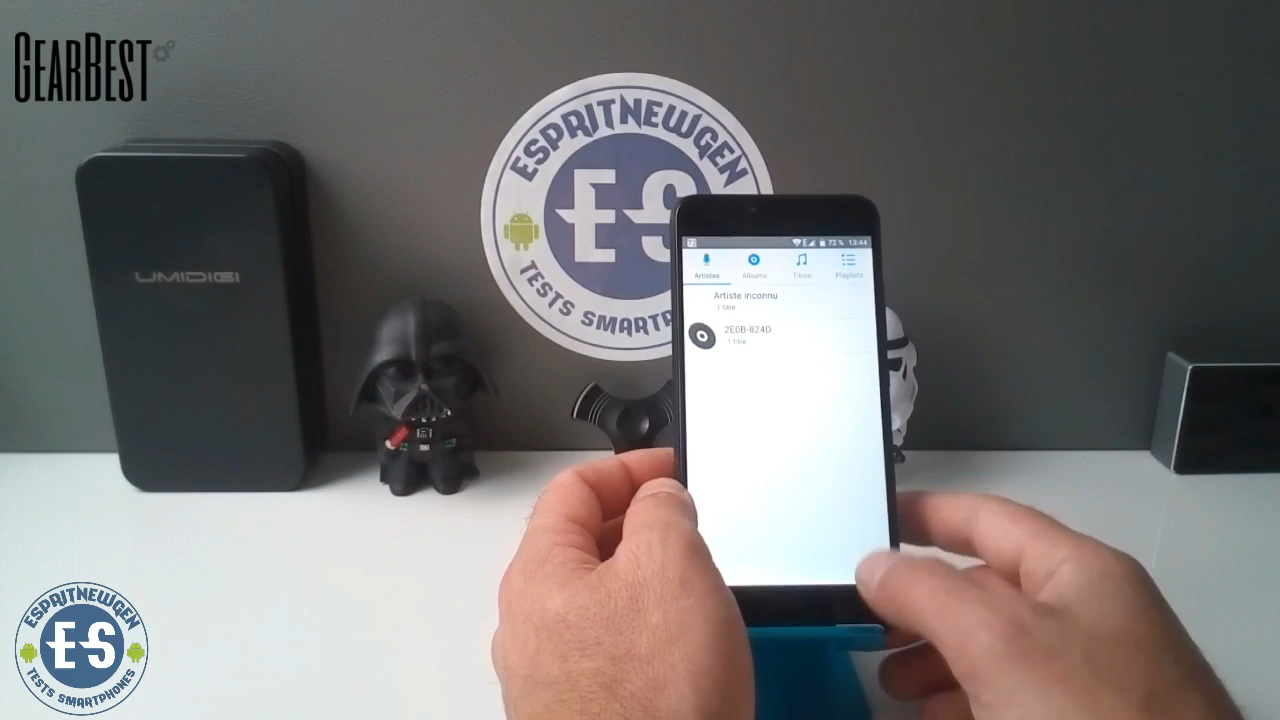 GEARBEST
ESPRITNEWGEN
ES
TESTS SMARTP
UMIDIGI
73 % 13:44
Artistes Albums Titres Playlists
Artiste inconnu
1 titre
2E0B-824D
1 titre
ESPRITNEWGEN
ES
TESTS SMARTPHONES